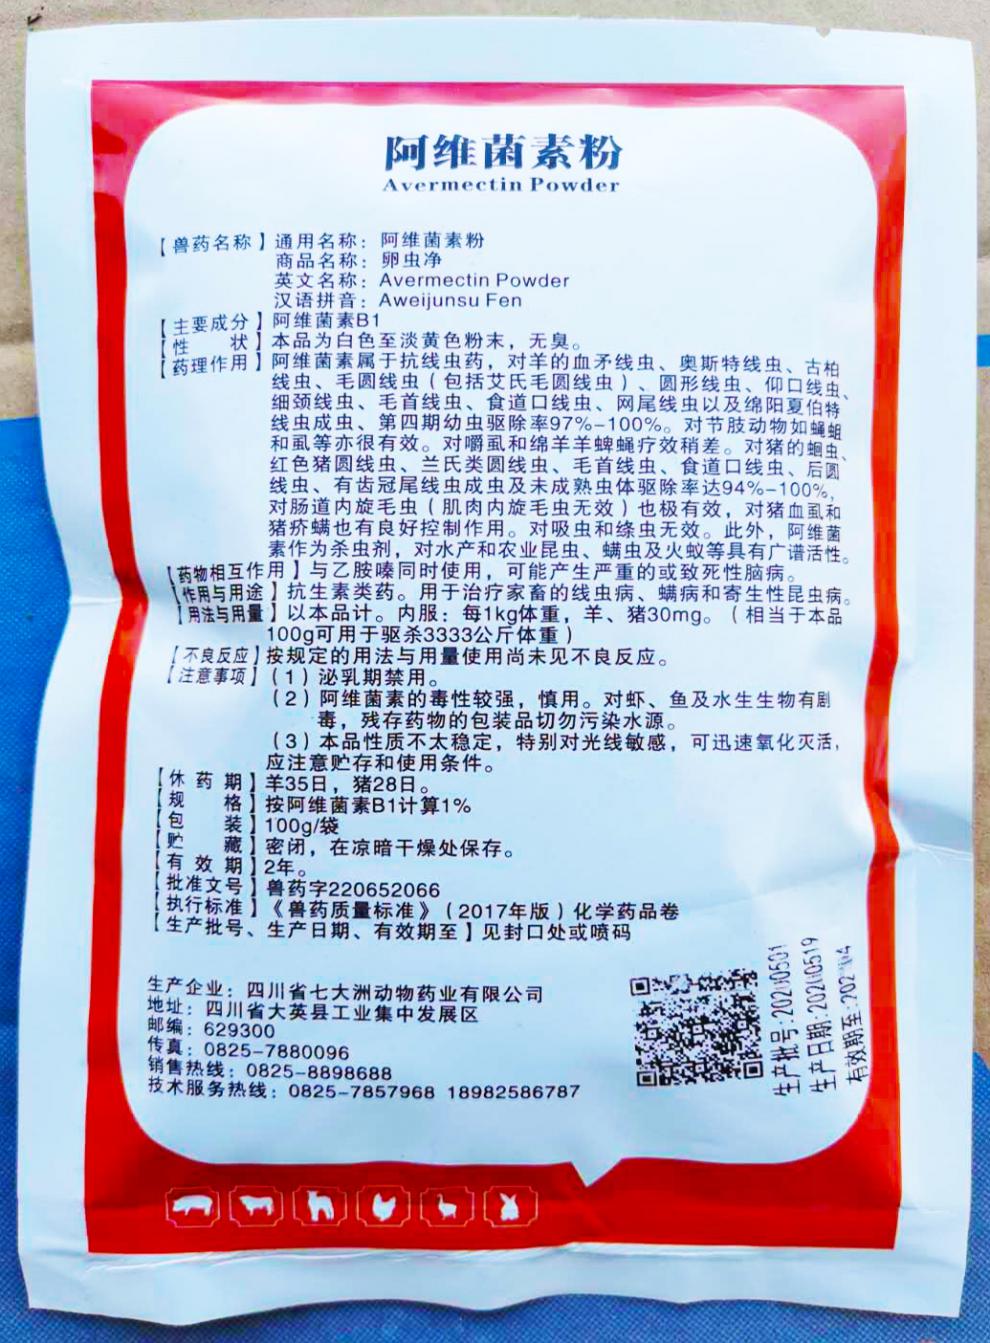 阿维菌素粉
Avermectin Powder
【兽药名称】通用名称：阿维菌素粉
商品名称：卵虫净
英文名称：Avermectin Powder
汉语拼音：Aweijunsu Fen
【主要成分】阿维菌素B1
【性 状】本品为白色至淡黄色粉末，无臭。
【药理作用】阿维菌素属于抗线虫药，对羊的血矛线虫、奥斯特线虫、古柏
线虫、毛圆线虫（包括艾氏毛圆线虫）、圆形线虫、仰口线虫、
细颈线虫、毛首线虫、食道口线虫、网尾线虫以及绵阳夏伯特
线虫成虫、第四期幼虫驱除率97%-100%。对节肢动物如蝇蛆
和虱等亦很有效。对嚼虱和绵羊羊蜱蝇疗效稍差。对猪的蛔虫、
红色猪圆线虫、兰氏类圆线虫、毛首线虫、食道口线虫、后圆
线虫、有齿冠尾线虫成虫及未成熟虫体驱除率达94%-100%，
对肠道内旋毛虫（肌肉内旋毛虫无效）也极有效，对猪血虱和
猪疥螨也有良好控制作用。对吸虫和绦虫无效。此外，阿维菌
素作为杀虫剂，对水产和农业昆虫、螨虫及火蚁等具有广谱活性。
【药物相互作用】与乙胺嗪同时使用，可能产生严重的或致死性脑病。
【作用与用途】抗生素类药。用于治疗家畜的线虫病、螨病和寄生性昆虫病。
【用法与用量】以本品计。内服：每1kg体重，羊、猪30mg。（相当于本品
100g可用于驱杀3333公斤体重）
【不良反应】按规定的用法与用量使用尚未见不良反应。
【注意事项】（1）泌乳期禁用。
（2）阿维菌素的毒性较强，慎用。对虾、鱼及水生生物有剧
毒，残存药物的包装品切勿污染水源。
（3）本品性质不太稳定，特别对光线敏感，可迅速氧化灭活，
应注意贮存和使用条件。
【休 药 期】羊35日，猪28日。
【规 格】按阿维菌素B1计算1%
【包 装】100g/袋
【贮 藏】密闭，在凉暗干燥处保存。
【有 效 期】2年。
【批准文号】兽药字220652066
【执行标准】《兽药质量标准》（2017年版）化学药品卷
【生产批号、生产日期、有效期至】见封口处或喷码
生产企业：四川省七大洲动物药业有限公司
地址：四川省大英县工业集中发展区
邮编：629300
传真：0825-7880096
销售热线：0825-8898688
技术服务热线：0825-7857968 18982586787
生产批号:20200501
生产日期:20200519
有效期至: